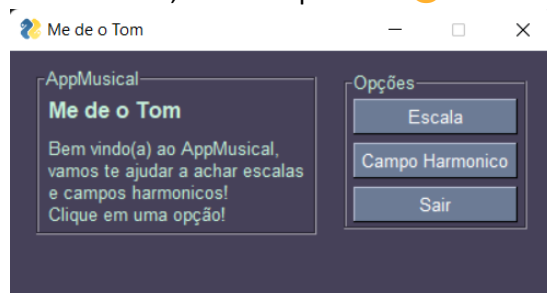 Me de o Tom
AppMusical
Me de o Tom
Bem vindo(a) ao AppMusical,
vamos te ajudar a achar escalas
e campos harmonicos!
Clique em uma opção!
Opções
Escala
Campo Harmonico
Sair